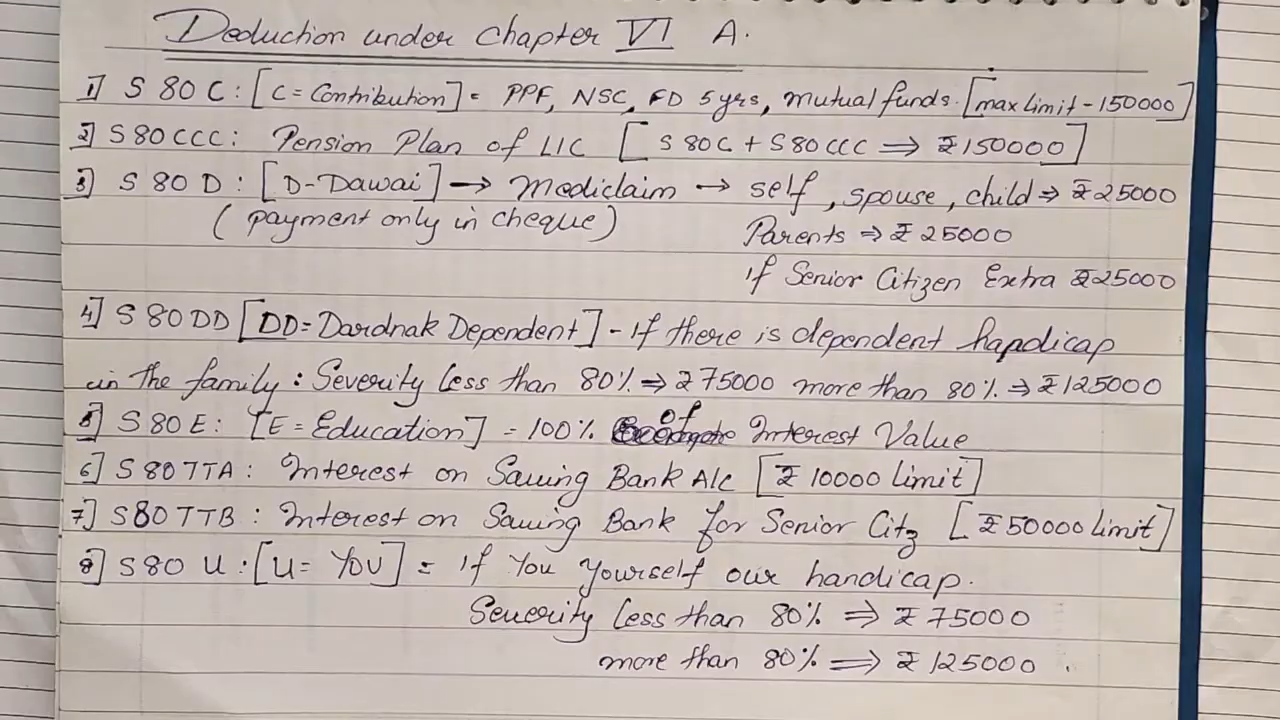 Deduction under chapter VI A.
1] S 80 C : [C = Contribution] = PPF, NSC, FD 5 yrs, mutual funds. [max Limit - 150000]
2] S 80 CCC : Pension Plan of LIC [S 80C + S 80 CCC ⇒ ₹150000]
3] S 80 D : [D - Dawai] → Mediclaim → self, spouse, child ⇒ ₹ 25000
(payment only in cheque) Parents ⇒ ₹ 25000
if Senior Citizen Extra ₹25000
4] S 80 DD [DD = Dardnak Dependent] - If there is dependent handicap
in the family : Severity Less than 80% ⇒ ₹75000 more than 80% ⇒ ₹125000
5] S 80 E : [E = Education] = 100% of Interest Value
6] S 80 TTA : Interest on Saving Bank A/c [₹ 10000 Limit]
7] S80 TTB : Interest on Saving Bank for Senior Citz [₹50000 limit]
8] S 80 U : [U = YOU] = If You Yourself our handicap.
Severity Less than 80% ⇒ ₹ 75000
more than 80% ⇒ ₹ 125000